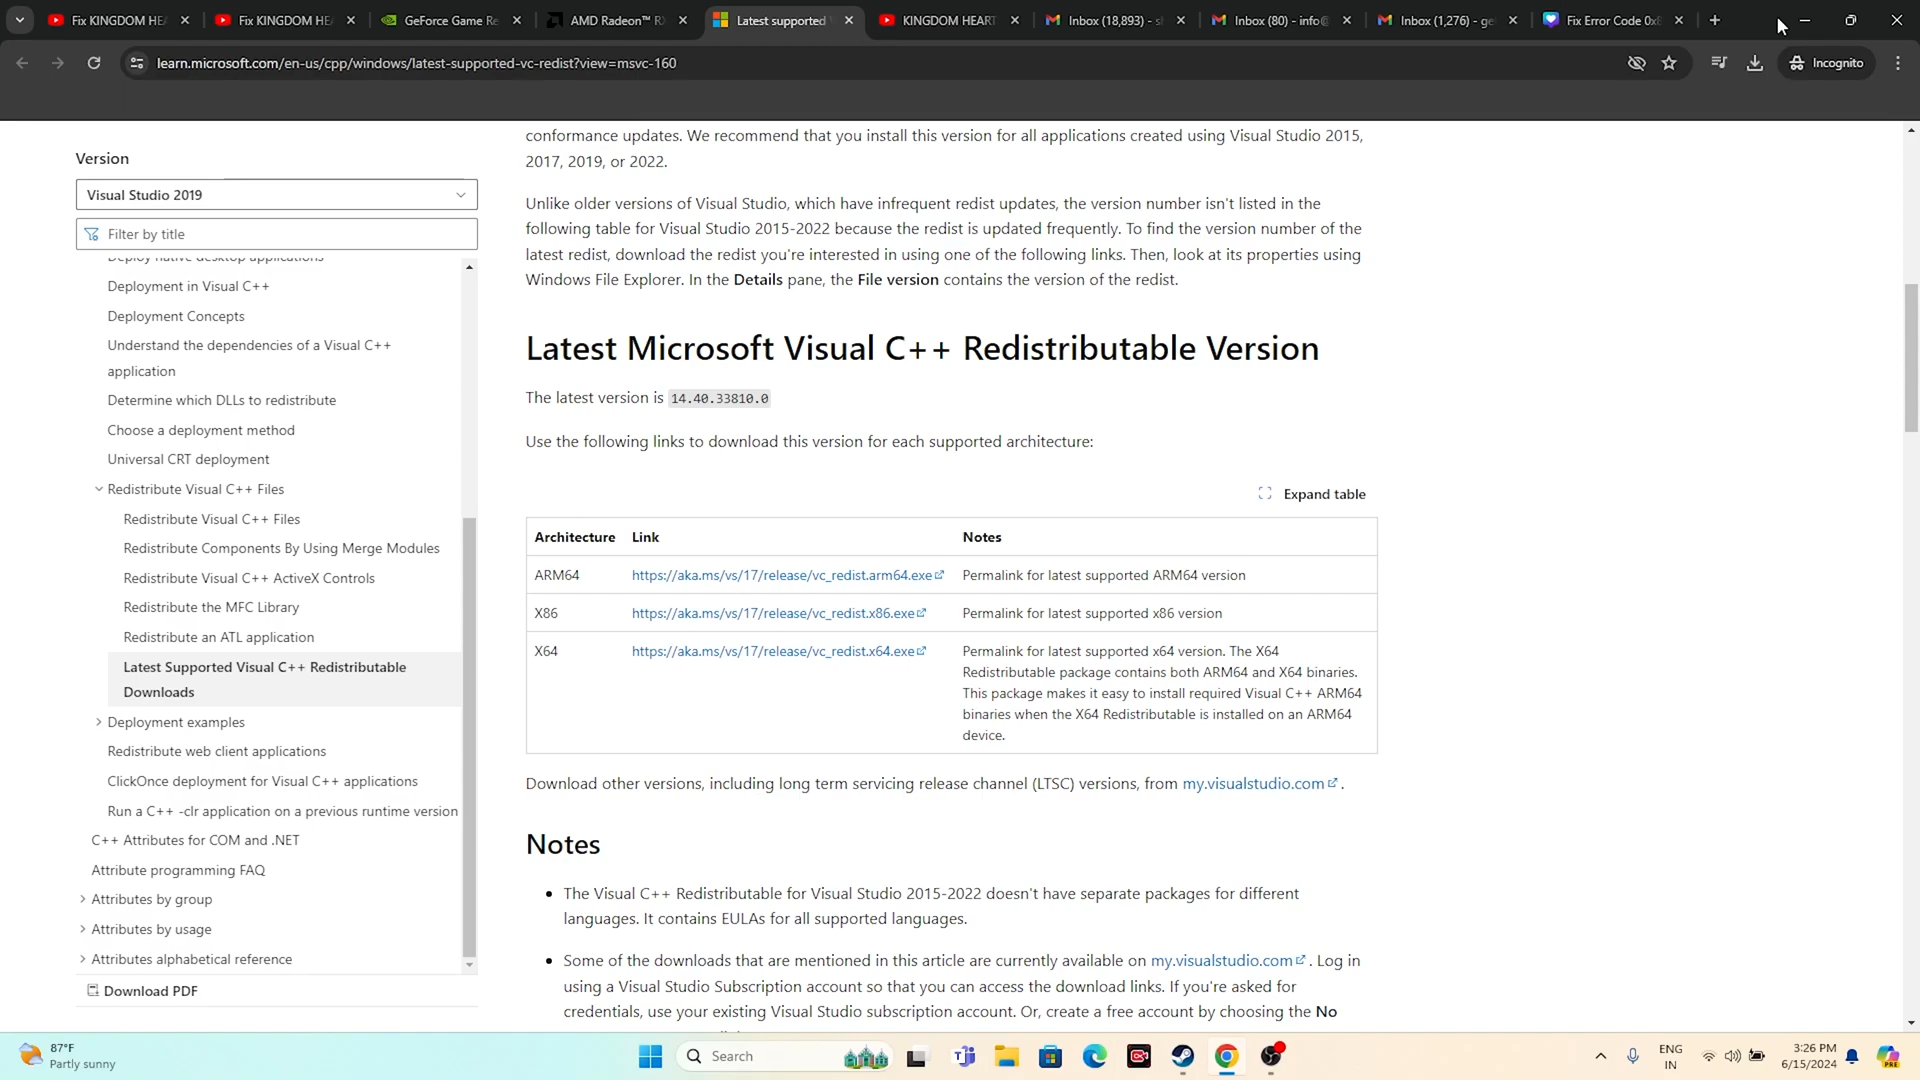 Fix KINGDOM HE
Fix KINGDOM HE
GeForce Game Re
AMD Radeon™ R
Latest supported
KINGDOM HEART
Inbox (18,893) - s
Inbox (80) - info@
Inbox (1,276) - ge
Fix Error Code 0x
learn.microsoft.com/en-us/cpp/windows/latest-supported-vc-redist?view=msvc-160
Incognito
Version
Visual Studio 2019
Filter by title
Deploy native desktop applications
Deployment in Visual C++
Deployment Concepts
Understand the dependencies of a Visual C++
application
Determine which DLLs to redistribute
Choose a deployment method
Universal CRT deployment
Redistribute Visual C++ Files
Redistribute Visual C++ Files
Redistribute Components By Using Merge Modules
Redistribute Visual C++ ActiveX Controls
Redistribute the MFC Library
Redistribute an ATL application
Latest Supported Visual C++ Redistributable
Downloads
Deployment examples
Redistribute web client applications
ClickOnce deployment for Visual C++ applications
Run a C++ -clr application on a previous runtime version
C++ Attributes for COM and .NET
Attribute programming FAQ
Attributes by group
Attributes by usage
Attributes alphabetical reference
Download PDF
conformance updates. We recommend that you install this version for all applications created using Visual Studio 2015,
2017, 2019, or 2022.
Unlike older versions of Visual Studio, which have infrequent redist updates, the version number isn't listed in the
following table for Visual Studio 2015-2022 because the redist is updated frequently. To find the version number of the
latest redist, download the redist you're interested in using one of the following links. Then, look at its properties using
Windows File Explorer. In the Details pane, the File version contains the version of the redist.
Latest Microsoft Visual C++ Redistributable Version
The latest version is 14.40.33810.0
Use the following links to download this version for each supported architecture:
Expand table
Architecture Link Notes
ARM64 https://aka.ms/vs/17/release/vc_redist.arm64.exe Permalink for latest supported ARM64 version
X86 https://aka.ms/vs/17/release/vc_redist.x86.exe Permalink for latest supported x86 version
X64 https://aka.ms/vs/17/release/vc_redist.x64.exe Permalink for latest supported x64 version. The X64
Redistributable package contains both ARM64 and X64 binaries.
This package makes it easy to install required Visual C++ ARM64
binaries when the X64 Redistributable is installed on an ARM64
device.
Download other versions, including long term servicing release channel (LTSC) versions, from my.visualstudio.com .
Notes
• The Visual C++ Redistributable for Visual Studio 2015-2022 doesn't have separate packages for different
languages. It contains EULAs for all supported languages.
• Some of the downloads that are mentioned in this article are currently available on my.visualstudio.com . Log in
using a Visual Studio Subscription account so that you can access the download links. If you're asked for
credentials, use your existing Visual Studio subscription account. Or, create a free account by choosing the No
87°F
Partly sunny
Search
ENG
IN
3:26 PM
6/15/2024
PRE